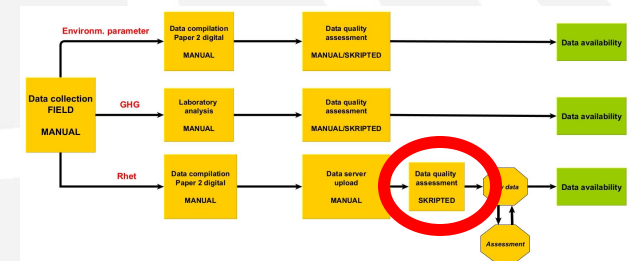 Environm. parameter
Data compilation
Paper 2 digital
MANUAL
Data quality
assessment
MANUAL/SKRIPTED
Data availability
Data collection
FIELD
MANUAL
GHG
Laboratory
analysis
MANUAL
Data quality
assessment
MANUAL/SKRIPTED
Data availability
Rhet
Data compilation
Paper 2 digital
MANUAL
Data server
upload
MANUAL
Data quality
assessment
SKRIPTED
data
Data availability
Assessment